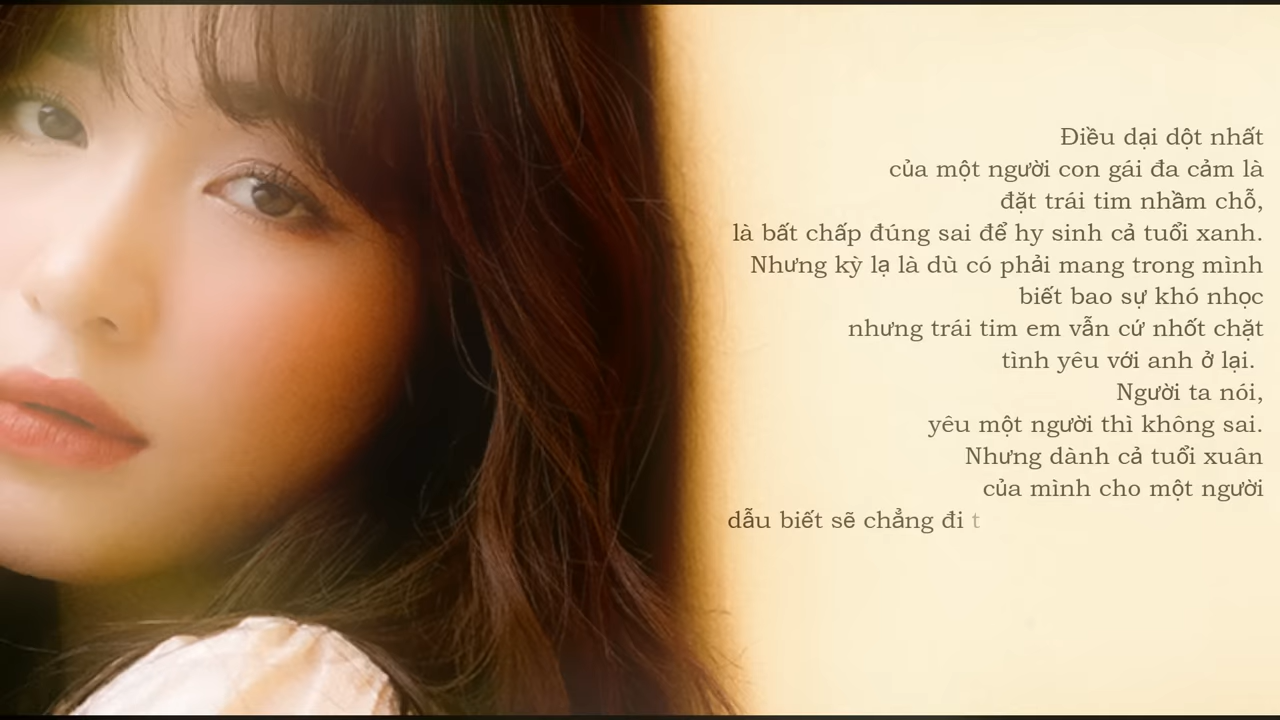 Điều dại dột nhất
của một người con gái đa cảm là
đặt trái tim nhầm chỗ,
là bất chấp đúng sai để hy sinh cả tuổi xanh.
Nhưng kỳ lạ là dù có phải mang trong mình
biết bao sự khó nhọc
nhưng trái tim em vẫn cứ nhốt chặt
tình yêu với anh ở lại.
Người ta nói,
yêu một người thì không sai.
Nhưng dành cả tuổi xuân
của mình cho một người
dẫu biết sẽ chẳng đi t